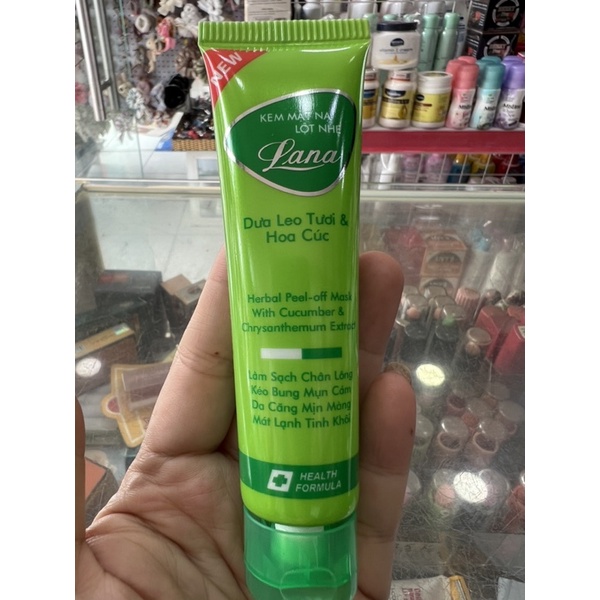 NEW
KEM MẶT NẠ
LỘT NHẸ
Lana
Dưa Leo Tươi &
Hoa Cúc
Herbal Peel-off Mask
With Cucumber &
Chrysanthemum Extract
Làm Sạch Chân Lông
Kéo Bung Mụn Cám
Da Căng Mịn Màng
Mát Lạnh Tinh Khôi
HEALTH
FORMULA